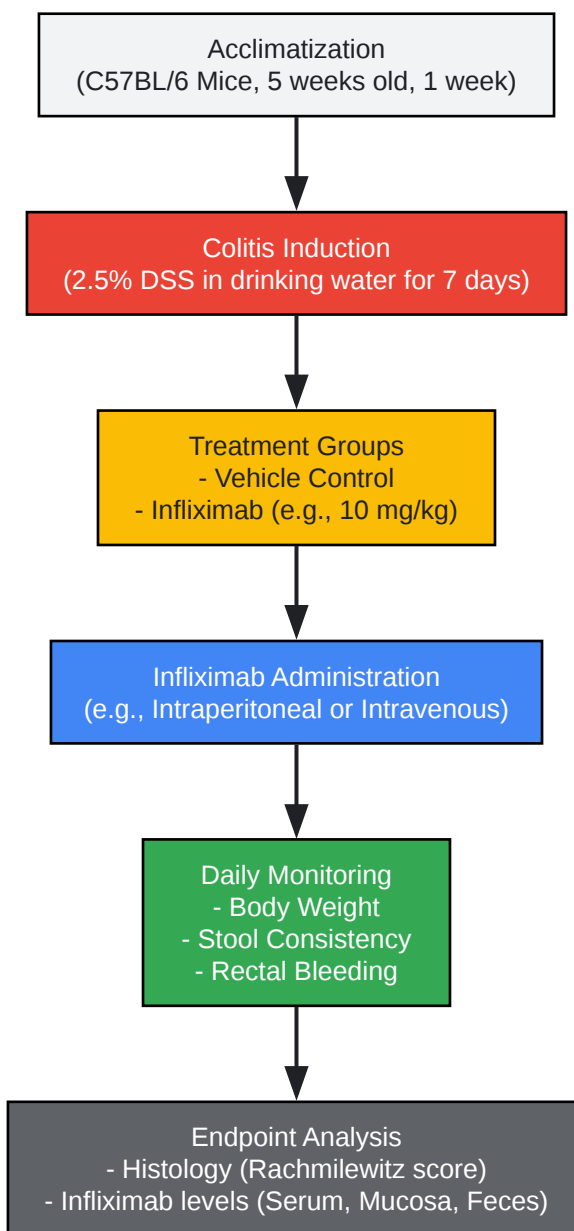 Acclimatization
(C57BL/6 Mice, 5 weeks old, 1 week)
Colitis Induction
(2.5% DSS in drinking water for 7 days)
Treatment Groups
- Vehicle Control
- Infliximab (e.g., 10 mg/kg)
Infliximab Administration
(e.g., Intraperitoneal or Intravenous)
Daily Monitoring
- Body Weight
- Stool Consistency
- Rectal Bleeding
Endpoint Analysis
- Histology (Rachmilewitz score)
- Infliximab levels (Serum, Mucosa, Feces)